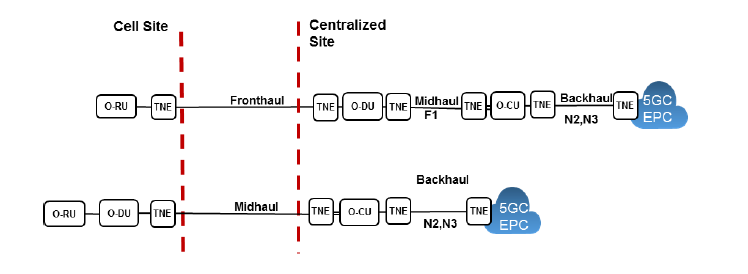 Cell Site
Centralized
Site
O-RU
TNE
Fronthaul
TNE
O-DU
TNE
Midhaul
F1
TNE
O-CU
TNE
Backhaul
N2,N3
TNE
5GC
EPC
O-RU
O-DU
TNE
Midhaul
TNE
O-CU
TNE
Backhaul
N2,N3
TNE
5GC
EPC